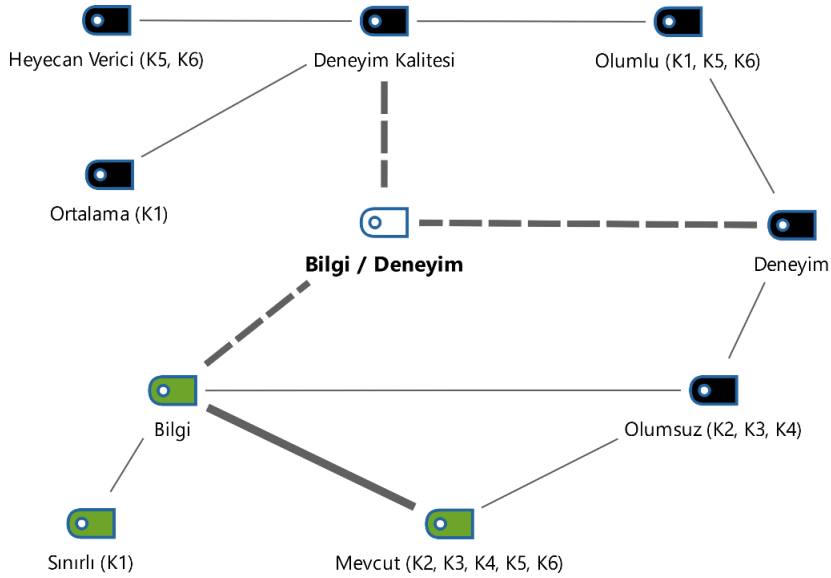 Heyecan Verici (K5, K6)
Deneyim Kalitesi
Olumlu (K1, K5, K6)
Ortalama (K1)
Bilgi / Deneyim
Deneyim
Bilgi
Olumsuz (K2, K3, K4)
Sınırlı (K1)
Mevcut (K2, K3, K4, K5, K6)